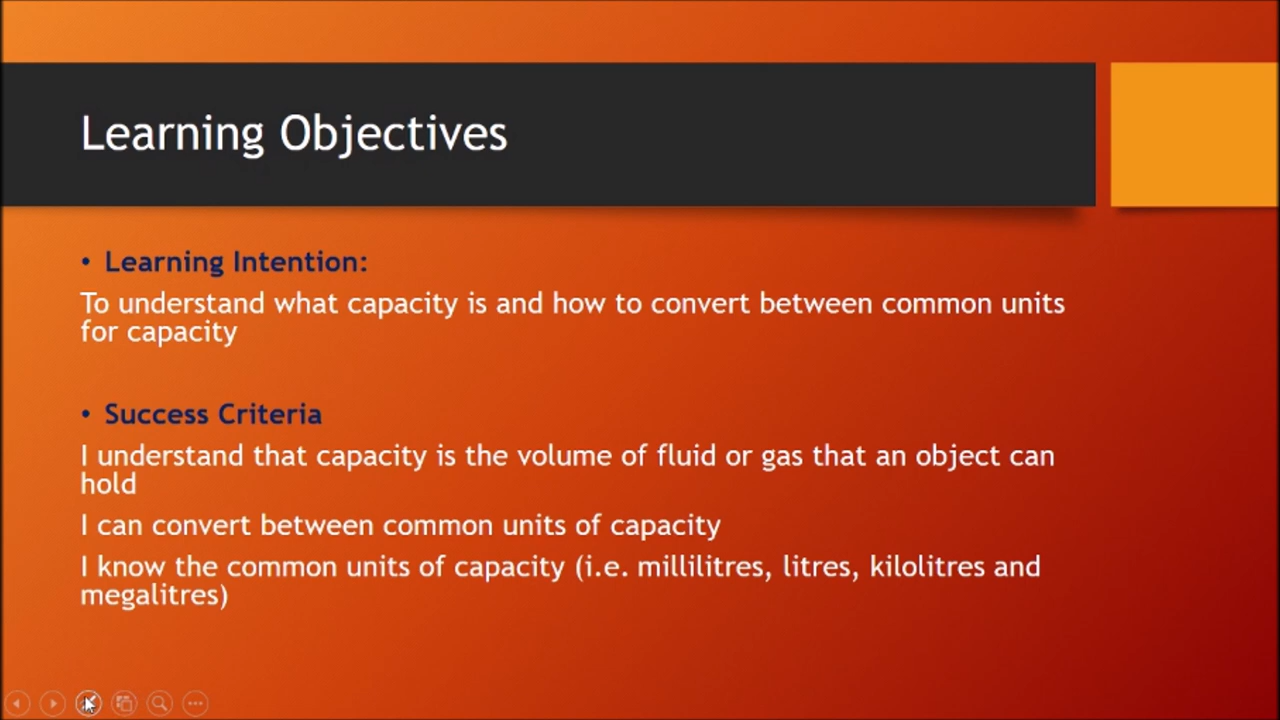 Learning Objectives
• Learning Intention:
To understand what capacity is and how to convert between common units
for capacity
• Success Criteria
I understand that capacity is the volume of fluid or gas that an object can
hold
I can convert between common units of capacity
I know the common units of capacity (i.e. millilitres, litres, kilolitres and
megalitres)